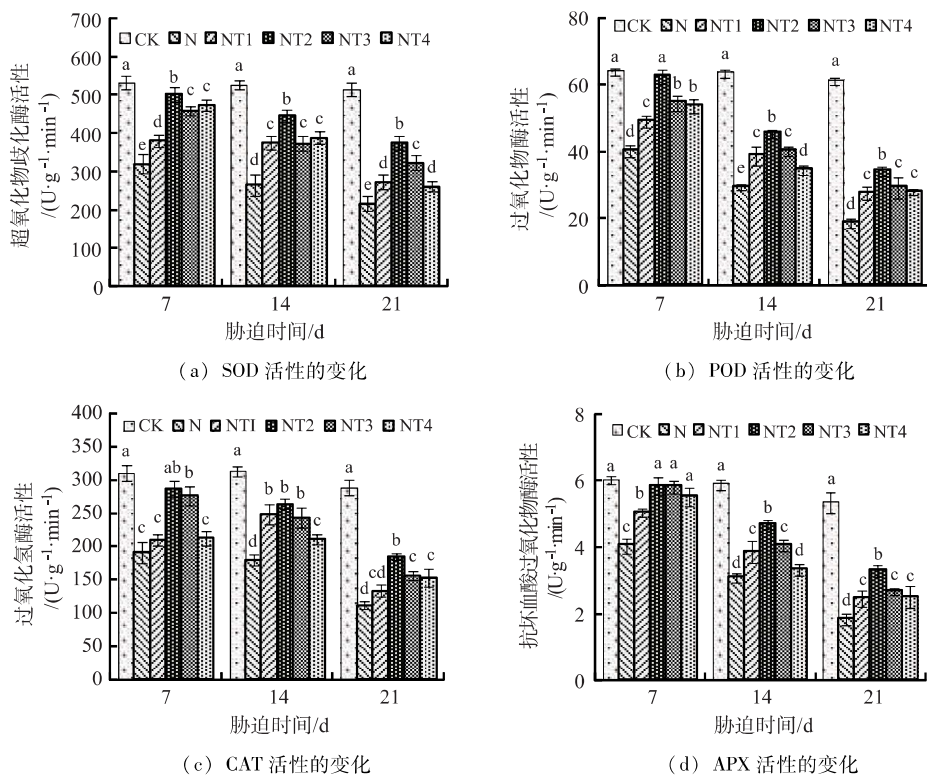 700
600
500
400
300
200
100
0
超氧化物歧化酶活性
/(U·g⁻¹·min⁻¹)
CK N NT1 NT2 NT3 NT4
a e d b c c
a d c b c c
a e d b c d
7 14 21
胁迫时间/d
(a) SOD 活性的变化
80
60
40
20
0
过氧化物酶活性
/(U·g⁻¹·min⁻¹)
CK N NT1 NT2 NT3 NT4
a d c a b b
a e c b c d
a d c b c c
7 14 21
胁迫时间/d
(b) POD 活性的变化
400
350
300
250
200
150
100
50
0
过氧化氢酶活性
/(U·g⁻¹·min⁻¹)
CK N NTI NT2 NT3 NT4
a c c ab b c
a d b b b c
a d cd b c c
7 14 21
胁迫时间/d
(c) CAT 活性的变化
8
6
4
2
0
抗坏血酸过氧化物酶活性
/(U·g⁻¹·min⁻¹)
CK N NT1 NT2 NT3 NT4
a c b a a a
a d c b c d
a d c b c c
7 14 21
胁迫时间/d
(d) APX 活性的变化